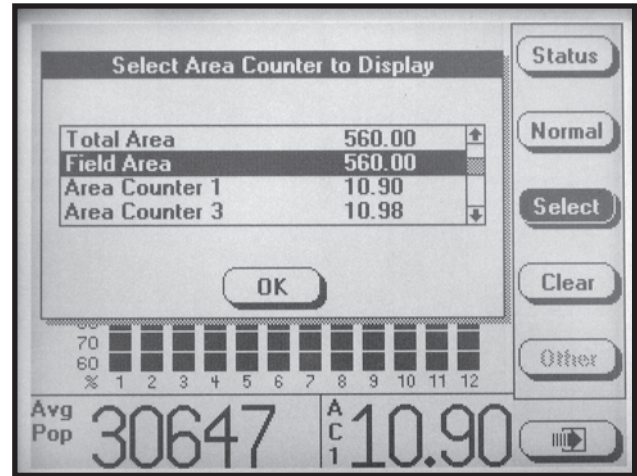 Select Area Counter to Display
Total Area 560.00
Field Area 560.00
Area Counter 1 10.90
Area Counter 3 10.98
OK
Status
Normal
Select
Clear
Other
70
60
% 1 2 3 4 5 6 7 8 9 10 11 12
Avg Pop 30647
AC1 10.90